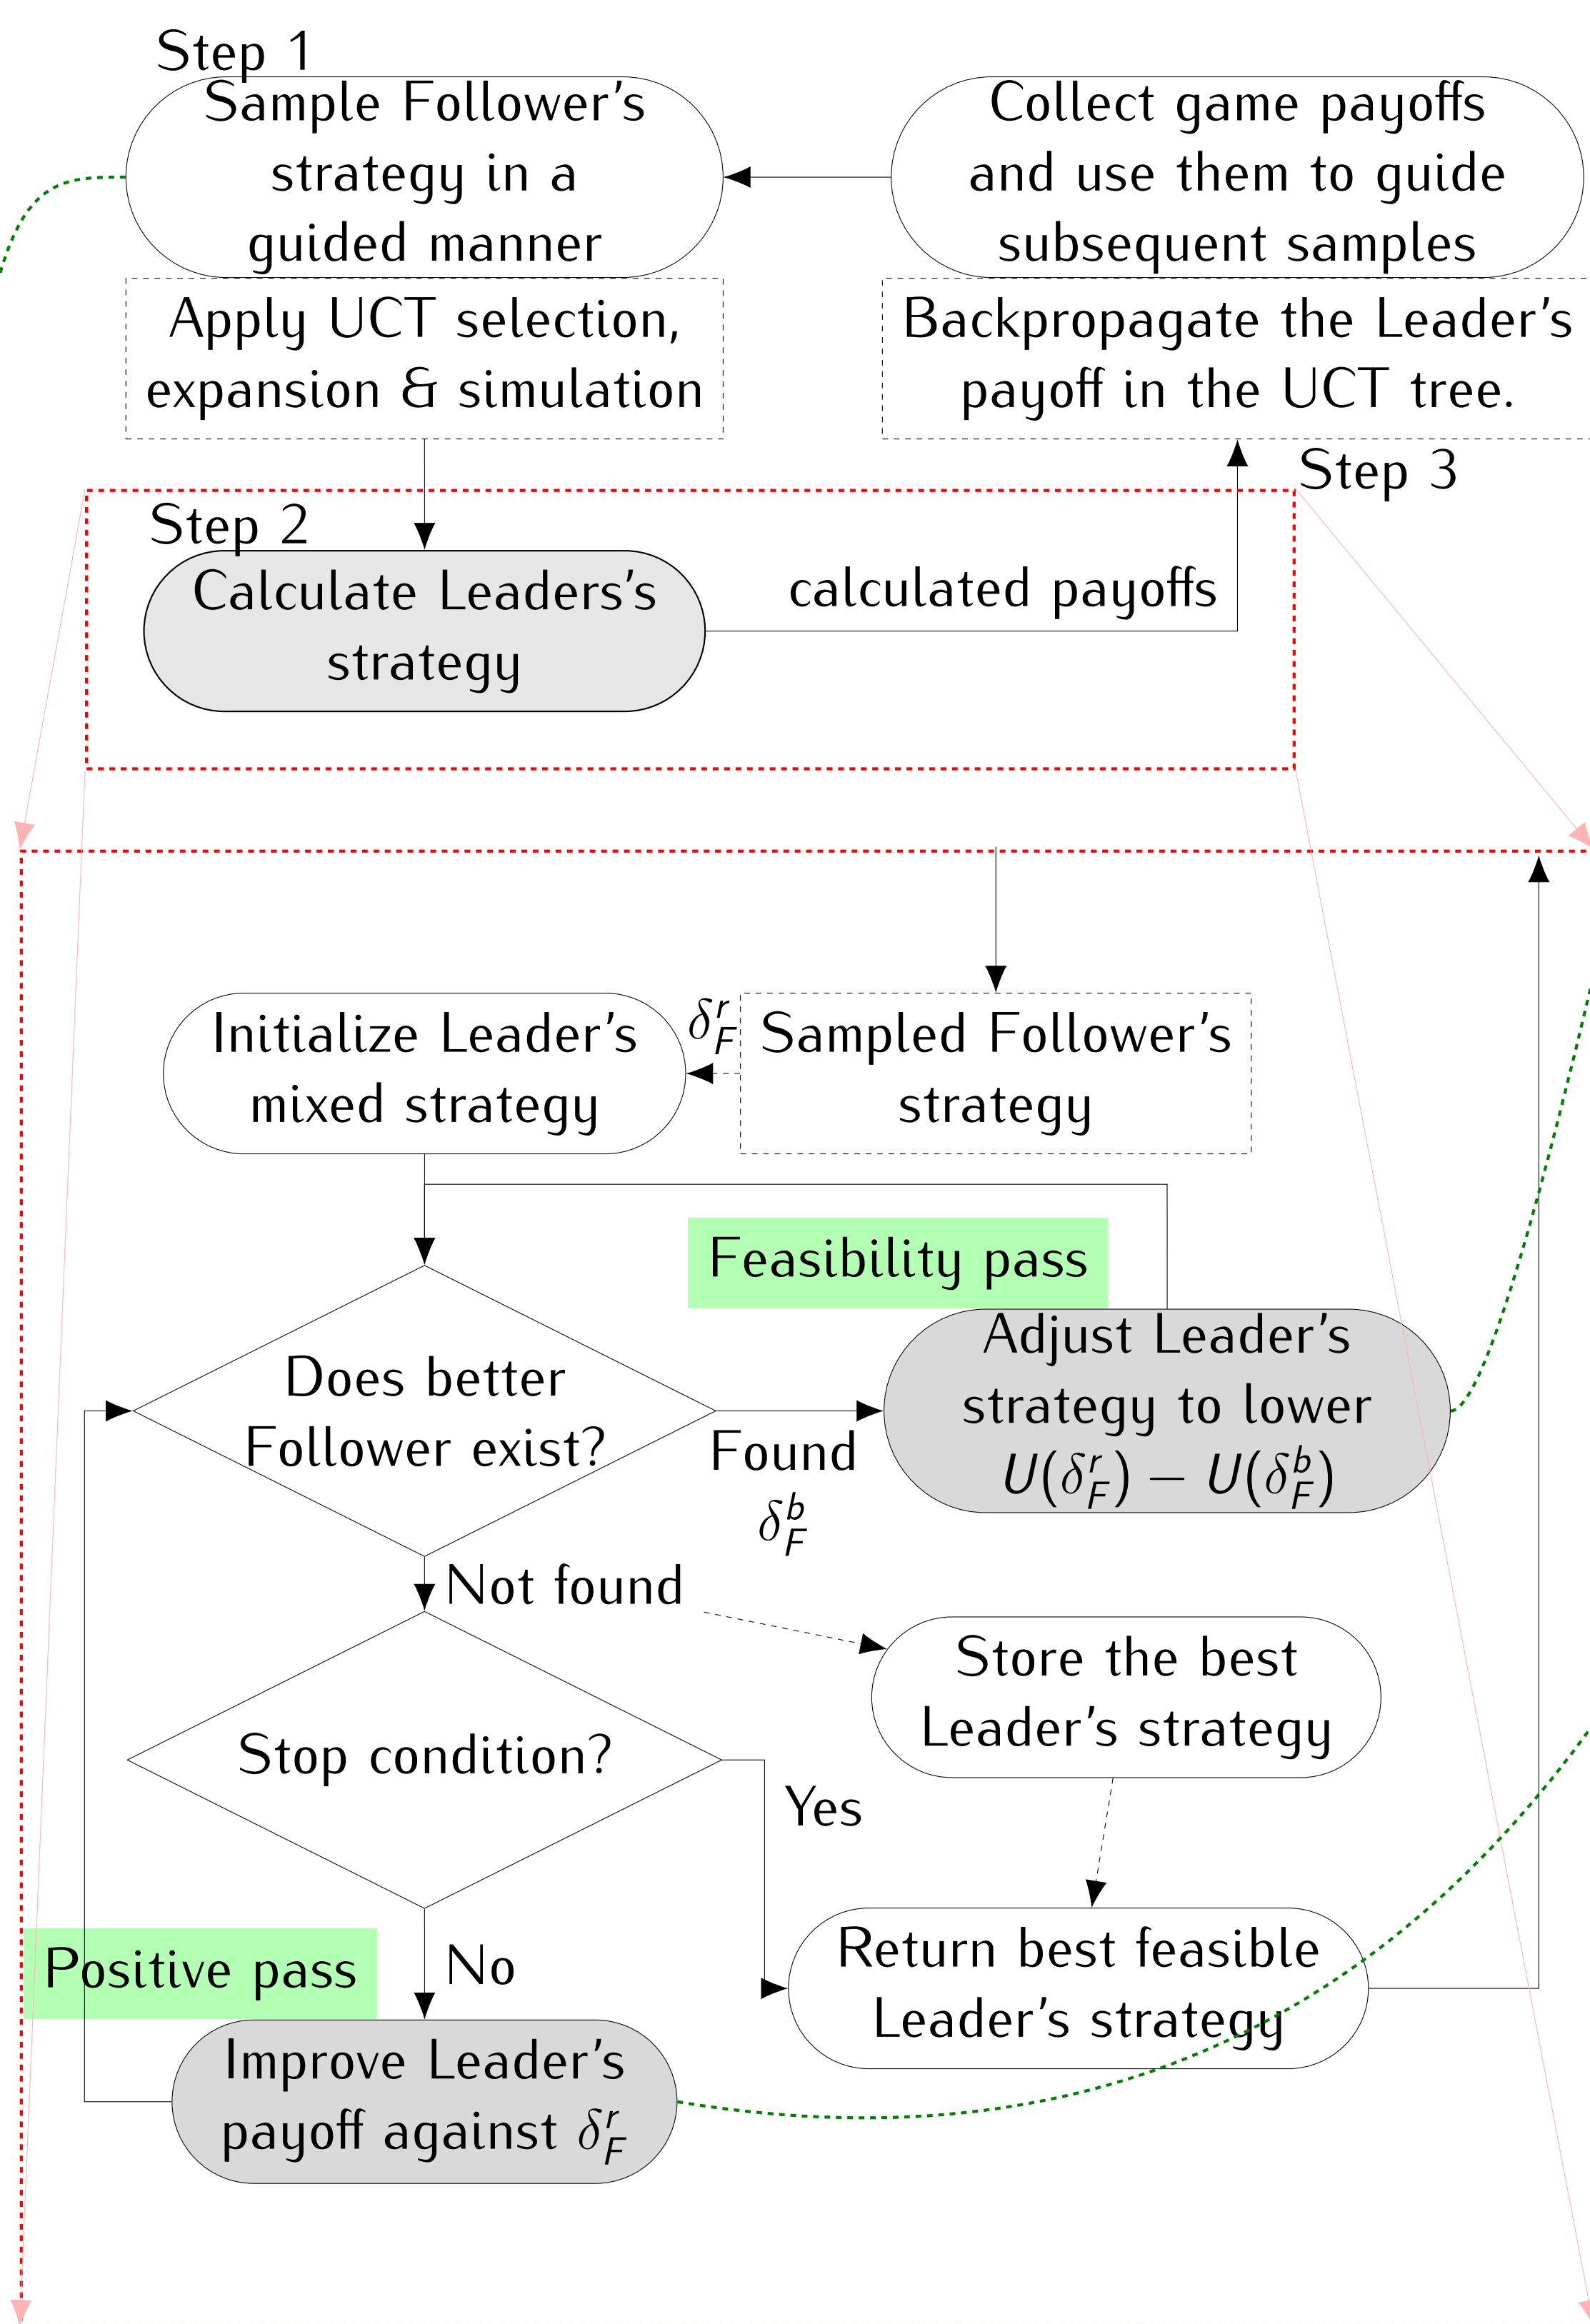 Step 1
Sample Follower's
strategy in a
guided manner
Apply UCT selection,
expansion & simulation
Collect game payoffs
and use them to guide
subsequent samples
Backpropagate the Leader's
payoff in the UCT tree.
Step 3
Step 2
Calculate Leaders's
strategy
calculated payoffs
Initialize Leader's
mixed strategy
δ^r_F
Sampled Follower's
strategy
Feasibility pass
Does better
Follower exist?
Found
δ^b_F
Adjust Leader's
strategy to lower
U(δ^r_F) − U(δ^b_F)
Not found
Store the best
Leader's strategy
Stop condition?
Yes
No
Return best feasible
Leader's strategy
Positive pass
Improve Leader's
payoff against δ^r_F